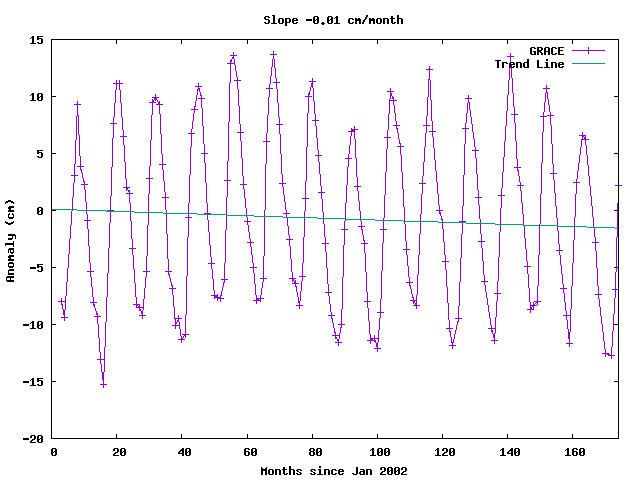 Slope -0.01 cm/month
GRACE
Trend Line
15
10
5
0
-5
-10
-15
-20
Anomaly (cm)
0 20 40 60 80 100 120 140 160
Months since Jan 2002